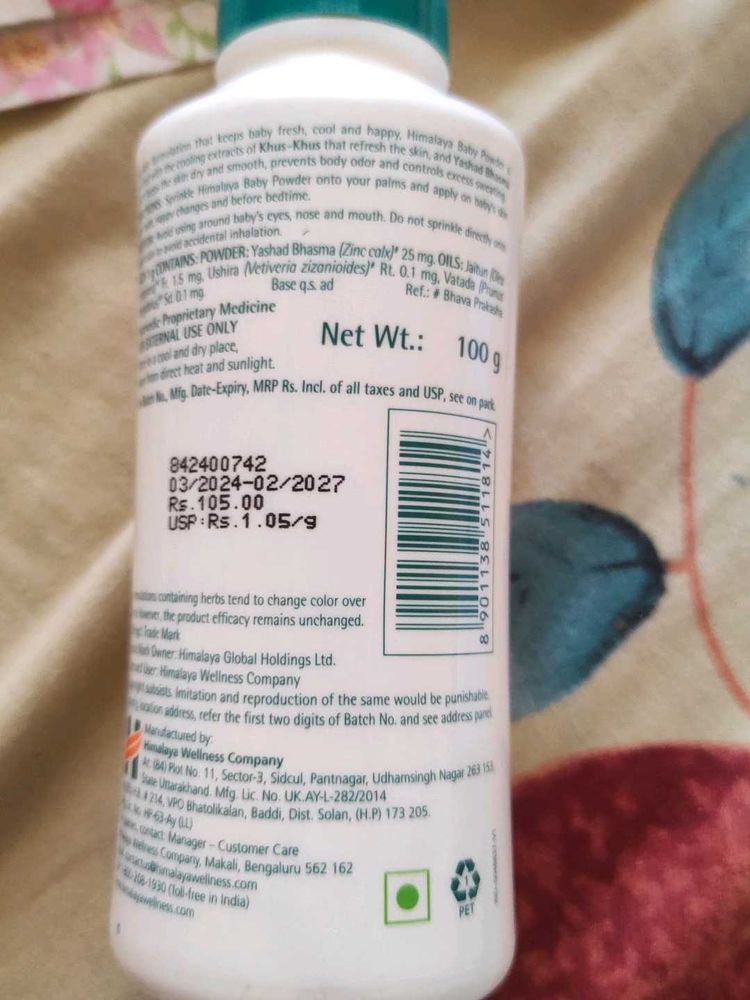 formulation that keeps baby fresh, cool and happy, Himalaya Baby Powder
the cooling extracts of Khus-Khus that refresh the skin, and Yashad Bhasma
the skin dry and smooth, prevents body odor and controls excess sweating
Sprinkle Himalaya Baby Powder onto your palms and apply on baby's skin
changes and before bedtime.
using around baby's eyes, nose and mouth. Do not sprinkle directly
to avoid accidental inhalation.
CONTAINS: POWDER: Yashad Bhasma (Zinc calx)# 25 mg. OILS: Jaitun
Fr. 1.5 mg, Ushira (Vetiveria zizanioides)# Rt. 0.1 mg, Vatada (Prunus
Sd. 0.1 mg. Base q.s. ad Ref.: # Bhava Prakasha
Proprietary Medicine
EXTERNAL USE ONLY
cool and dry place,
direct heat and sunlight.
Net Wt.: 100 g
Batch No., Mfg. Date-Expiry, MRP Rs. Incl. of all taxes and USP, see on pack.
842400742
03/2024-02/2027
Rs.105.00
USP:Rs.1.05/g
8 901138 511814 >
containing herbs tend to change color over
however, the product efficacy remains unchanged.
Trade Mark
Owner: Himalaya Global Holdings Ltd.
User: Himalaya Wellness Company
subsists. Imitation and reproduction of the same would be punishable.
location address, refer the first two digits of Batch No. and see address panel
Manufactured by:
Himalaya Wellness Company
At: (84) Plot No. 11, Sector-3, Sidcul, Pantnagar, Udhamsingh Nagar 263 153,
State Uttarakhand. Mfg. Lic. No. UK.AY-L-282/2014
# 214, VPO Bhatolikalan, Baddi, Dist. Solan, (H.P) 173 205.
No. HP-63-Ay (LL)
contact: Manager - Customer Care
Wellness Company, Makali, Bengaluru 562 162
contactus@himalayawellness.com
208-1930 (Toll-free in India)
himalayawellness.com
1
PET